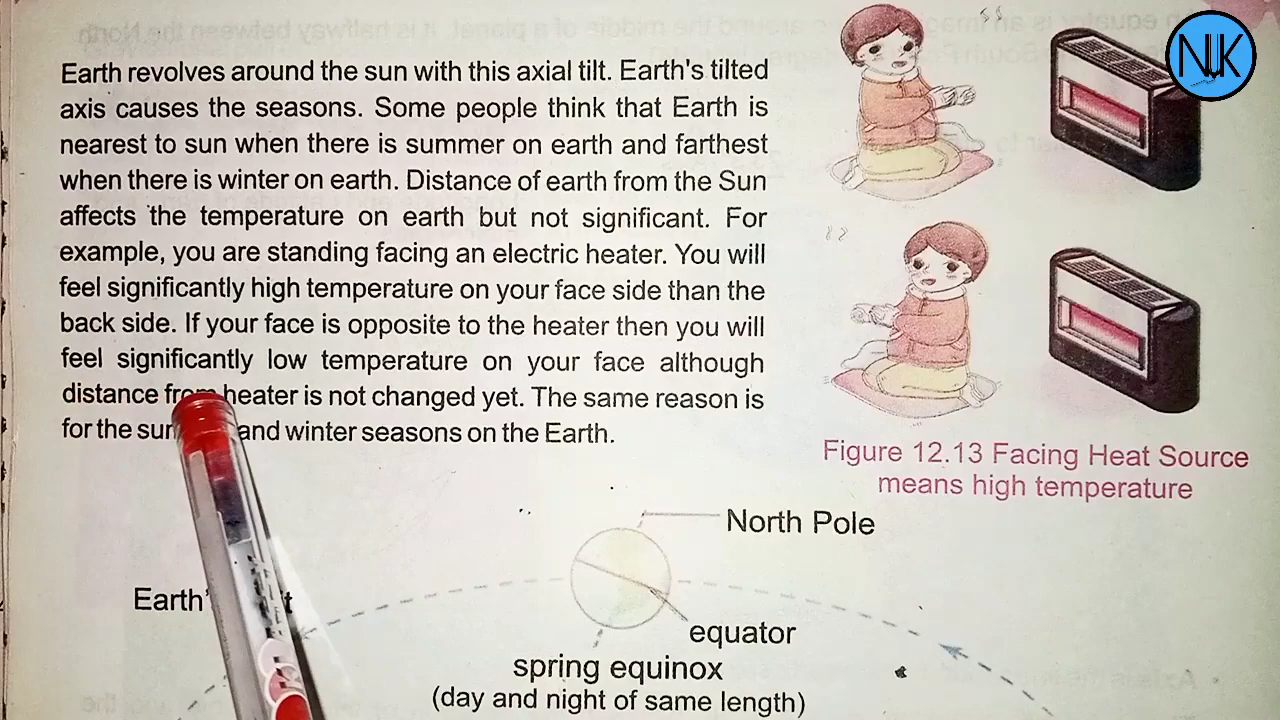 Earth revolves around the sun with this axial tilt. Earth's tilted
axis causes the seasons. Some people think that Earth is
nearest to sun when there is summer on earth and farthest
when there is winter on earth. Distance of earth from the Sun
affects the temperature on earth but not significant. For
example, you are standing facing an electric heater. You will
feel significantly high temperature on your face side than the
back side. If your face is opposite to the heater then you will
feel significantly low temperature on your face although
distance from heater is not changed yet. The same reason is
for the and winter seasons on the Earth.
NJK
Figure 12.13 Facing Heat Source
means high temperature
North Pole
equator
spring equinox
(day and night of same length)